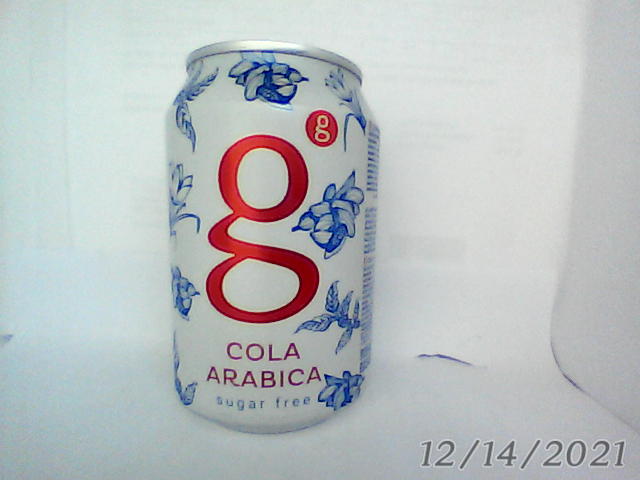 g
g
COLA
ARABICA
sugar free
12/14/2021